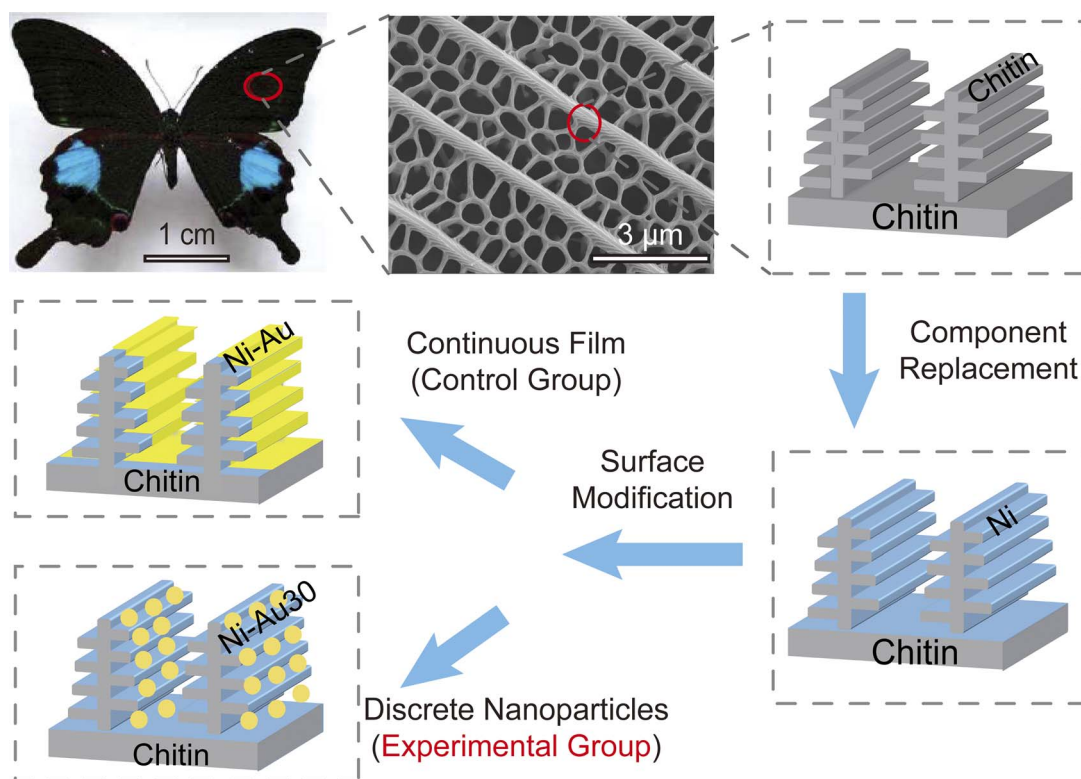 1 cm
3 μm
Chitin
Chitin
Component
Replacement
Ni-Au
Chitin
Continuous Film
(Control Group)
Surface
Modification
Ni
Chitin
Ni-Au30
Chitin
Discrete Nanoparticles
(Experimental Group)